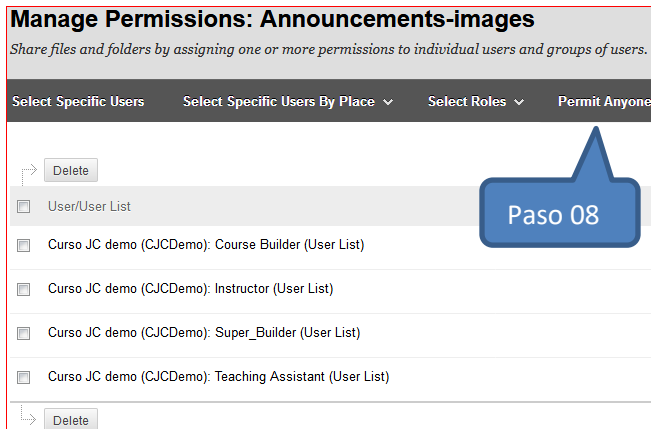 Manage Permissions: Announcements-images
Share files and folders by assigning one or more permissions to individual users and groups of users.
Select Specific Users Select Specific Users By Place Select Roles Permit Anyone
Delete
Paso 08
User/User List
Curso JC demo (CJCDemo): Course Builder (User List)
Curso JC demo (CJCDemo): Instructor (User List)
Curso JC demo (CJCDemo): Super_Builder (User List)
Curso JC demo (CJCDemo): Teaching Assistant (User List)
Delete